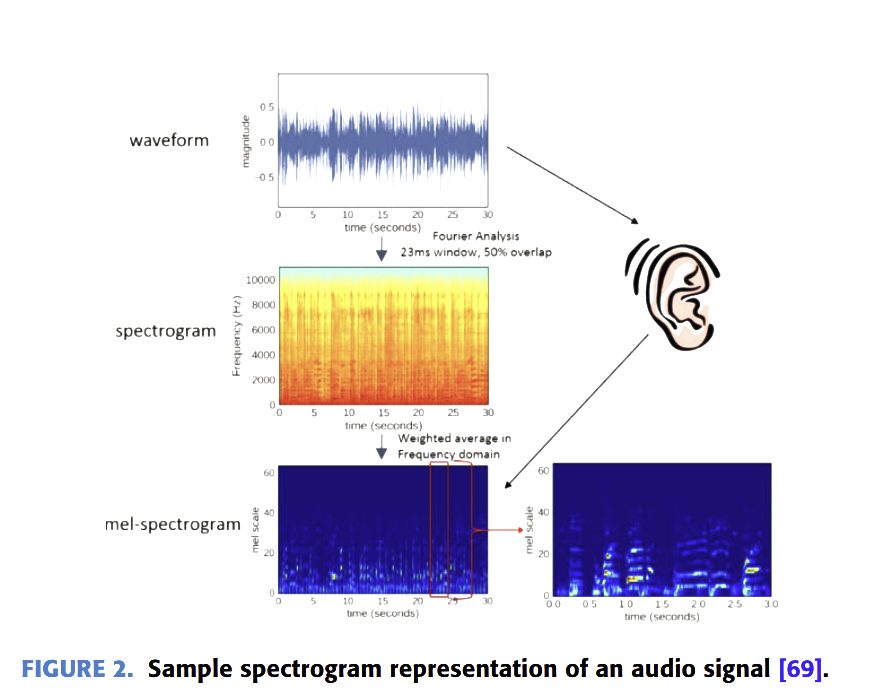 waveform
magnitude
0.5
0.0
-0.5
0 5 10 15 20 25 30
time (seconds)
Fourier Analysis
23ms window, 50% overlap
spectrogram
Frequency (Hz)
10000
8000
6000
4000
2000
0
0 5 10 15 20 25 30
time (seconds)
Weighted average in
Frequency domain
mel-spectrogram
mel scale
60
40
20
0
0 5 10 15 20 25 30
time (seconds)
mel scale
60
40
20
0
0.0 0.5 1.0 1.5 2.0 2.5 3.0
time (seconds)
FIGURE 2. Sample spectrogram representation of an audio signal [69].